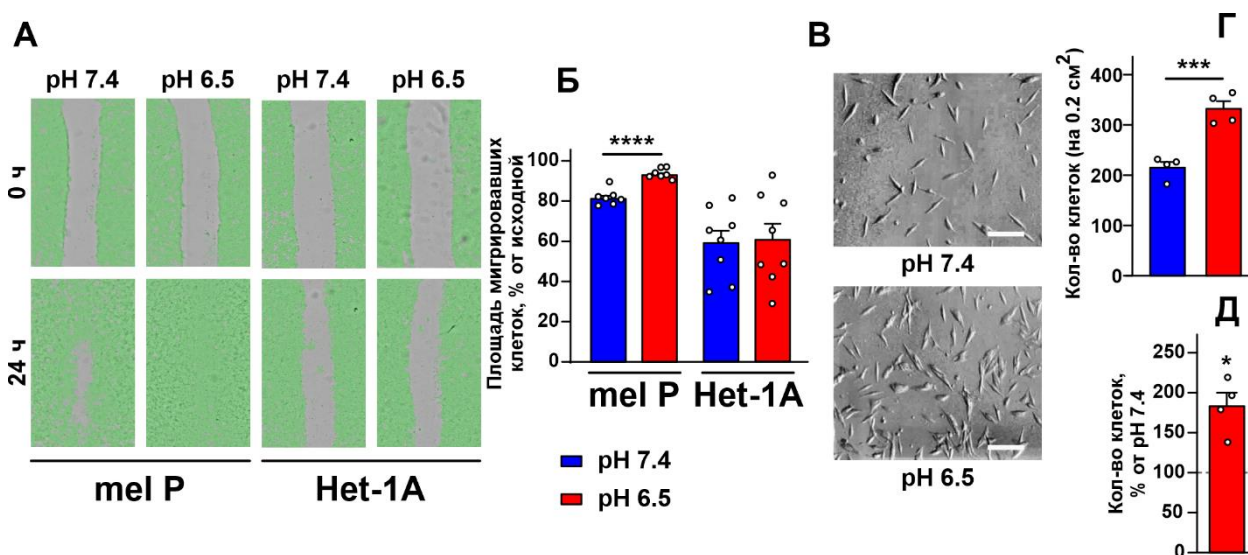 А
pH 7.4 pH 6.5 pH 7.4 pH 6.5
0 ч
24 ч
mel P Het-1A
Б
Площадь мигрировавших
клеток, % от исходной
100
80
60
40
20
0
****
mel P Het-1A
pH 7.4
pH 6.5
В
pH 7.4
pH 6.5
Г
Кол-во клеток (на 0.2 см²)
400
300
200
0
***
Д
Кол-во клеток,
% от pH 7.4
250
200
150
100
50
0
*